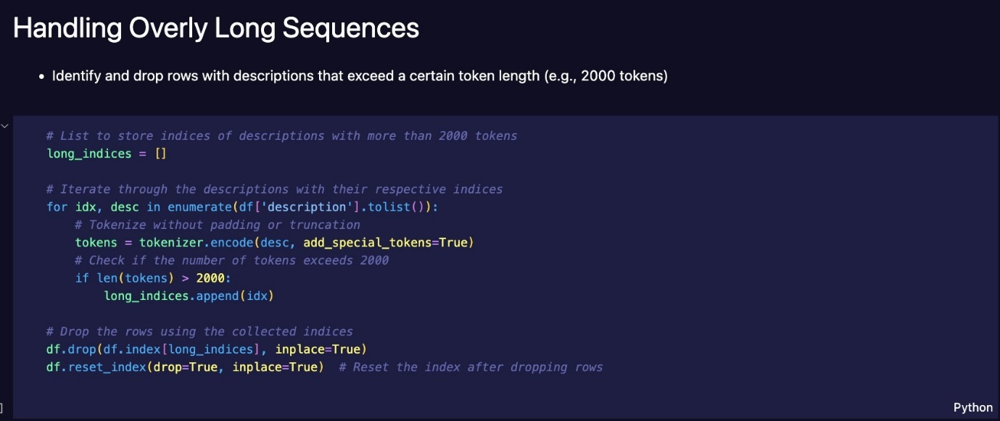 Handling Overly Long Sequences
• Identify and drop rows with descriptions that exceed a certain token length (e.g., 2000 tokens)
# List to store indices of descriptions with more than 2000 tokens
long_indices = []
# Iterate through the descriptions with their respective indices
for idx, desc in enumerate(df['description'].tolist()):
    # Tokenize without padding or truncation
    tokens = tokenizer.encode(desc, add_special_tokens=True)
    # Check if the number of tokens exceeds 2000
    if len(tokens) > 2000:
        long_indices.append(idx)
# Drop the rows using the collected indices
df.drop(df.index[long_indices], inplace=True)
df.reset_index(drop=True, inplace=True)  # Reset the index after dropping rows
]
Python